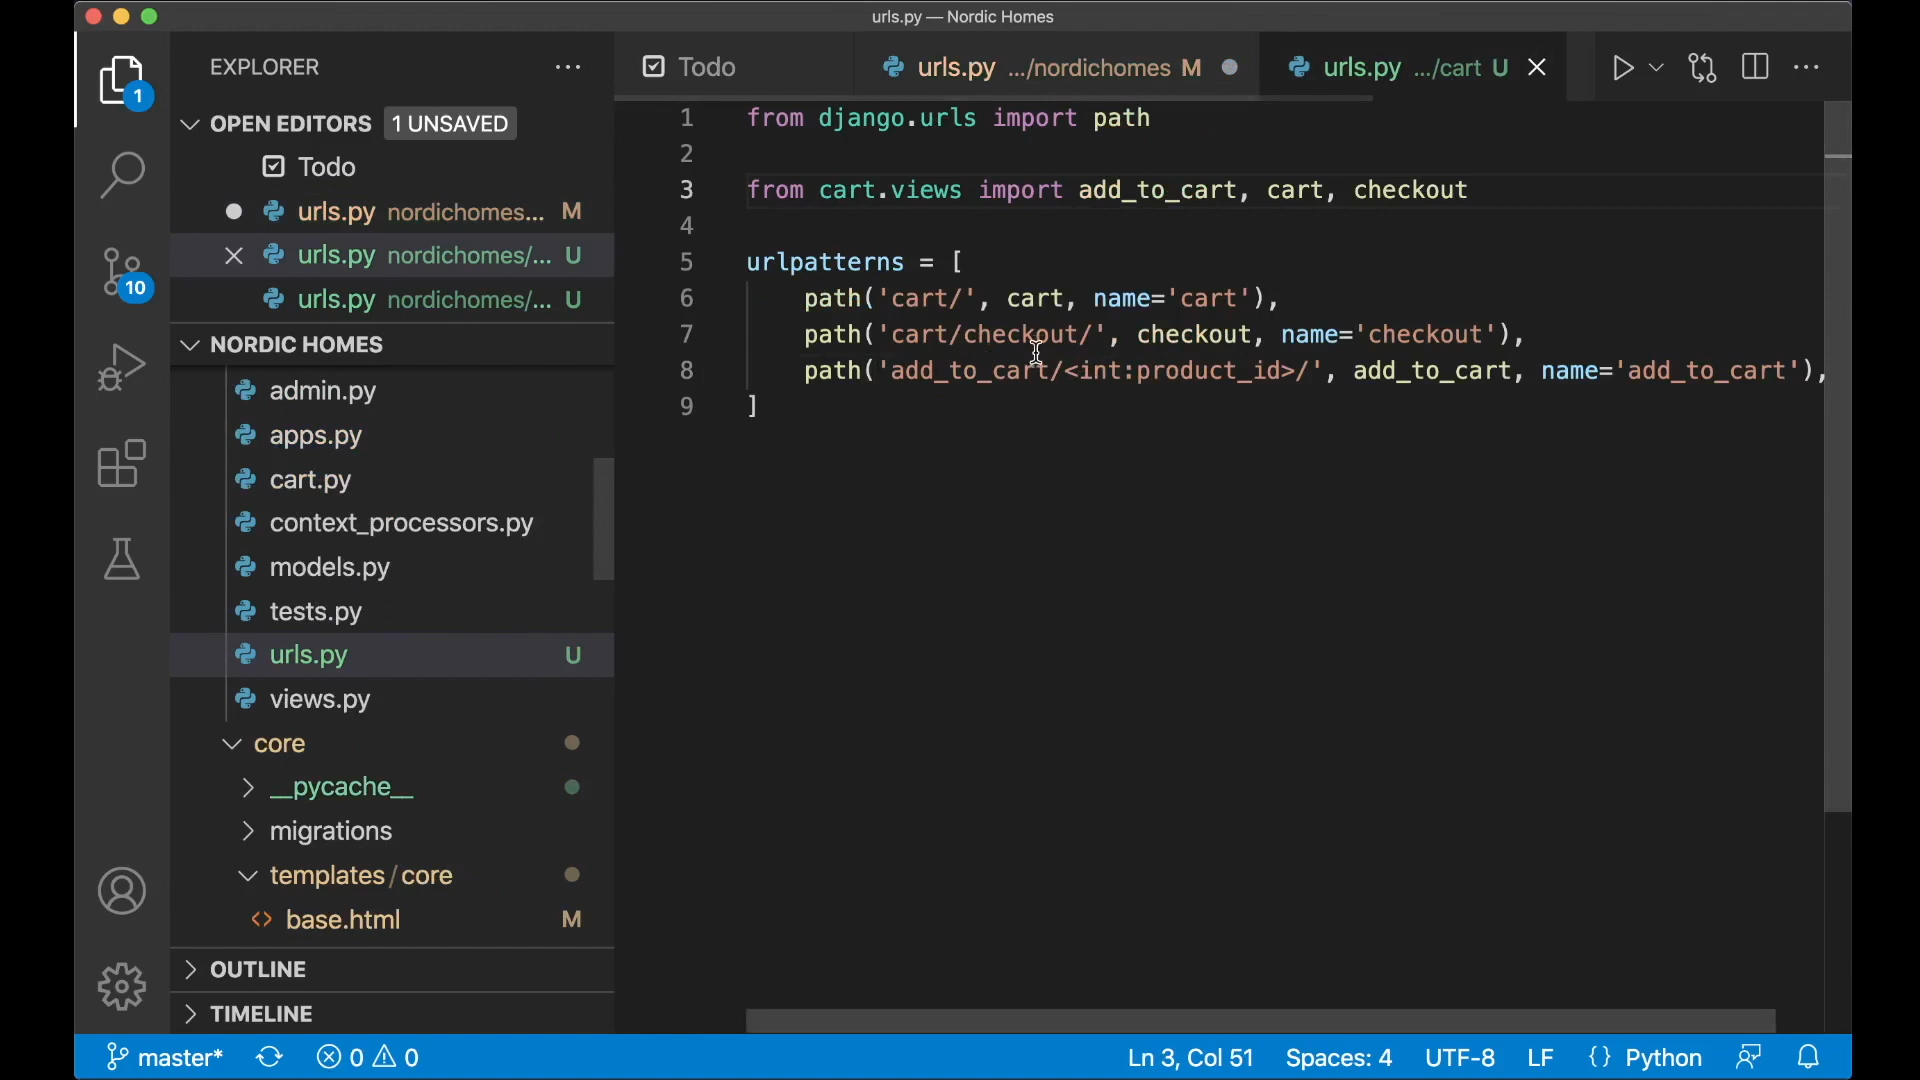 urls.py — Nordic Homes
EXPLORER
Todo
urls.py .../nordichomes M
urls.py .../cart U
1
OPEN EDITORS 1 UNSAVED
Todo
urls.py nordichomes... M
urls.py nordichomes/... U
urls.py nordichomes/... U
NORDIC HOMES
admin.py
apps.py
cart.py
context_processors.py
models.py
tests.py
urls.py U
views.py
core
__pycache__
migrations
templates/core
base.html M
OUTLINE
TIMELINE
10
1 from django.urls import path
2
3 from cart.views import add_to_cart, cart, checkout
4
5 urlpatterns = [
6 path('cart/', cart, name='cart'),
7 path('cart/checkout/', checkout, name='checkout'),
8 path('add_to_cart/<int:product_id>/', add_to_cart, name='add_to_cart'),
9 ]
master* 0 0 Ln 3, Col 51 Spaces: 4 UTF-8 LF {} Python